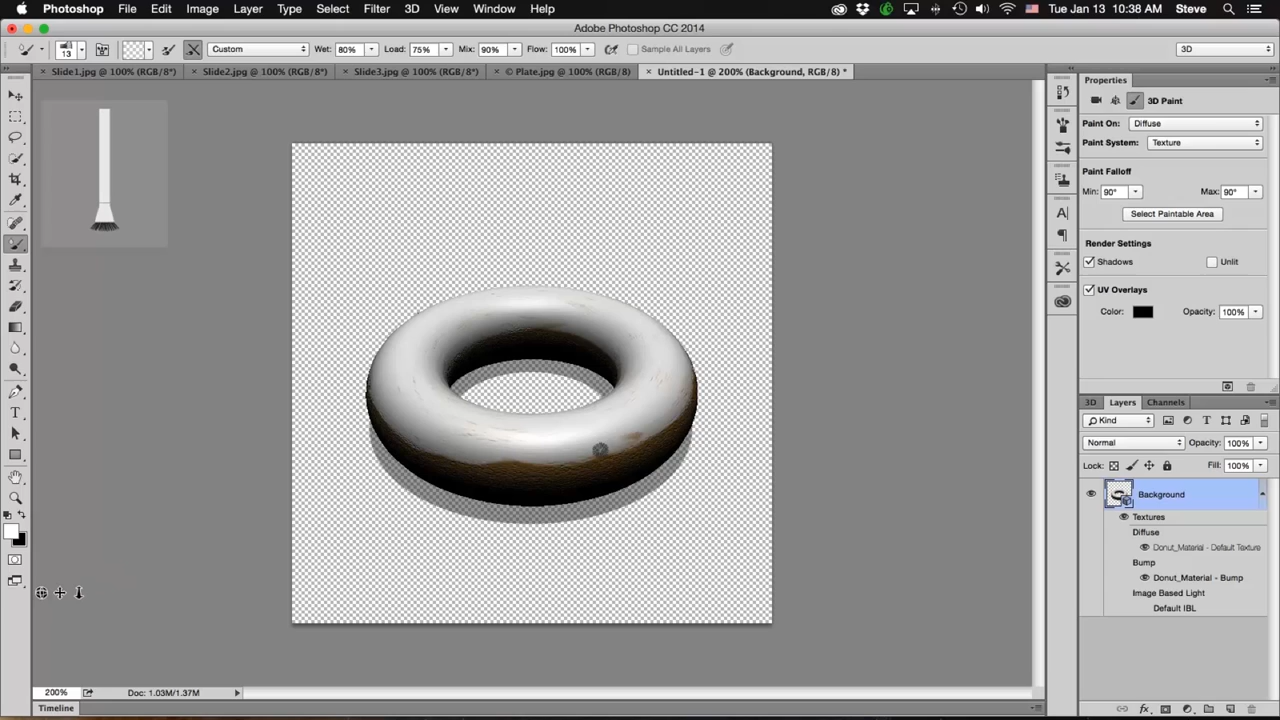 Photoshop File Edit Image Layer Type Select Filter 3D View Window Help Tue Jan 13 10:38 AM Steve
Adobe Photoshop CC 2014
13 Custom Wet: 80% Load: 75% Mix: 90% Flow: 100% Sample All Layers 3D
× Slide1.jpg @ 100% (RGB/8*) × Slide2.jpg @ 100% (RGB/8*) × Slide3.jpg @ 100% (RGB/8*) × © Plate.jpg @ 100% (RGB/8) × Untitled-1 @ 200% (Background, RGB/8) *
Properties
3D Paint
Paint On: Diffuse
Paint System: Texture
Paint Falloff
Min: 90° Max: 90°
Select Paintable Area
Render Settings
Shadows Unlit
UV Overlays
Color: Opacity: 100%
3D Layers Channels
Kind
Normal Opacity: 100%
Lock: Fill: 100%
Background
Textures
Diffuse
Donut_Material - Default Texture
Bump
Donut_Material - Bump
Image Based Light
Default IBL
200% Doc: 1.03M/1.37M
Timeline